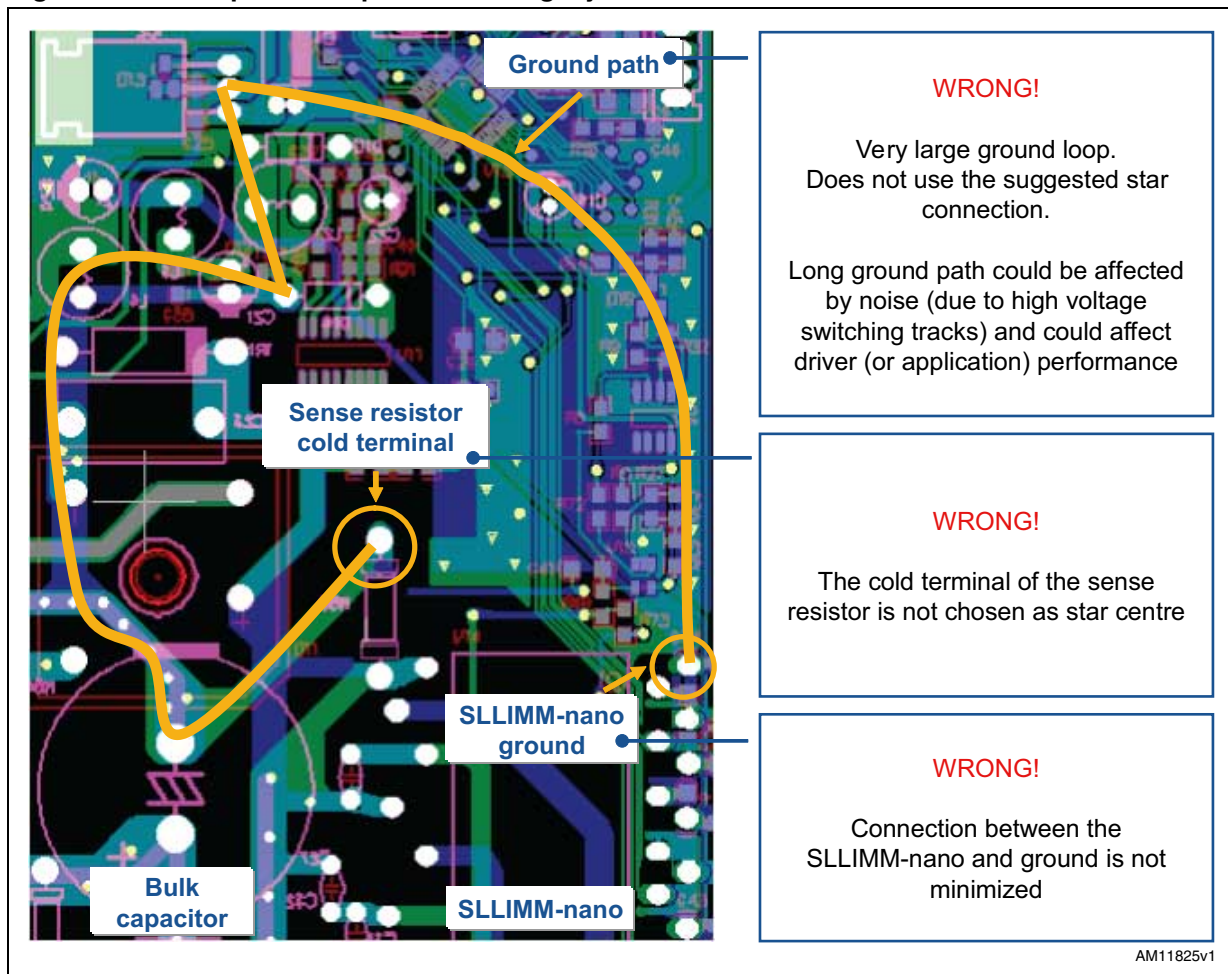 Ground path
WRONG!
Very large ground loop.
Does not use the suggested star
connection.
Long ground path could be affected
by noise (due to high voltage
switching tracks) and could affect
driver (or application) performance
Sense resistor
cold terminal
WRONG!
The cold terminal of the sense
resistor is not chosen as star centre
SLLIMM-nano
ground
WRONG!
Connection between the
SLLIMM-nano and ground is not
minimized
Bulk
capacitor
SLLIMM-nano
AM11825v1